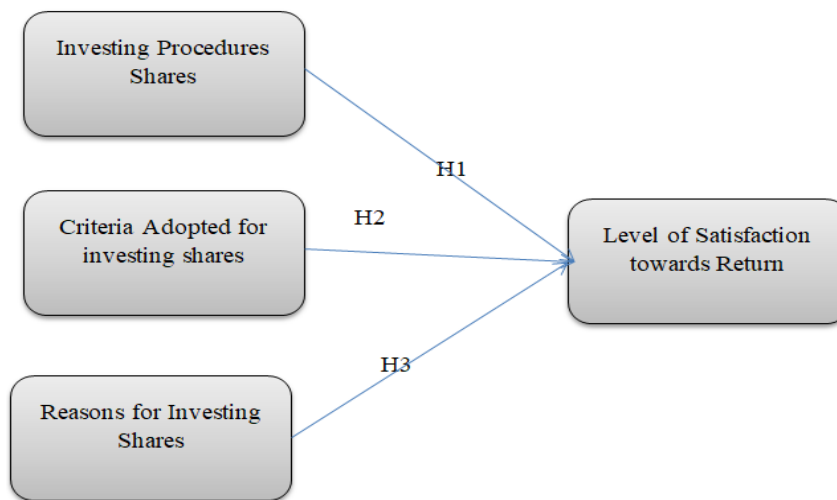 Investing Procedures
Shares
H1
H2
Criteria Adopted for
investing shares
Level of Satisfaction
towards Return
H3
Reasons for Investing
Shares